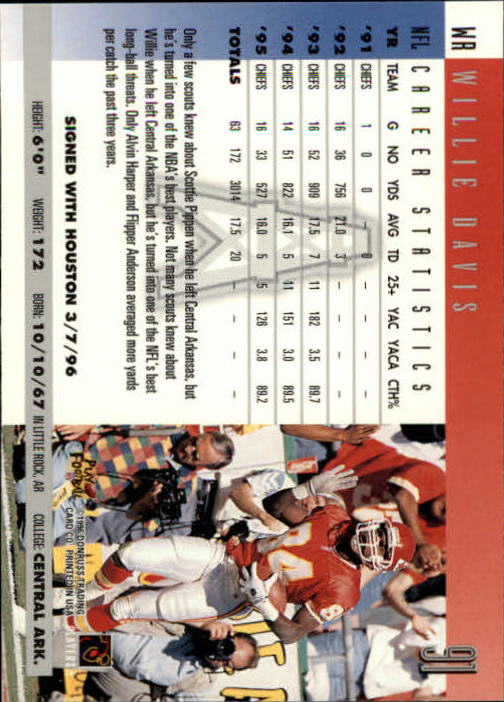 WR WILLIE DAVIS 97
NFL CAREER STATISTICS
YR TEAM G NO YDS AVG TD 25+ YAC YACA CTH%
'91 CHIEFS 1 0 0 – 0 – – – –
'92 CHIEFS 16 36 756 21.0 3 – – – –
'93 CHIEFS 16 52 909 17.5 7 11 182 3.5 89.7
'94 CHIEFS 14 51 822 16.1 5 11 151 3.0 89.5
'95 CHIEFS 16 33 527 16.0 5 5 126 3.8 89.2
TOTALS 63 172 3014 17.5 20 – – – –
Only a few scouts knew about Scottie Pippen when he left Central Arkansas, but
he's turned into one of the NBA's best players. Not many scouts knew about
Willie when he left Central Arkansas, but he's turned into one of the NFL's best
long-ball threats. Only Alvin Harper and Flipper Anderson averaged more yards
per catch the past three years.
SIGNED WITH HOUSTON 3/7/96
HEIGHT: 6'0" WEIGHT: 172 BORN: 10/10/67 IN LITTLE ROCK, AR COLLEGE: CENTRAL ARK.
84
Play Football
©1996 DONRUSS TRADING
CARD CO. PRINTED IN USA
PLAYERS